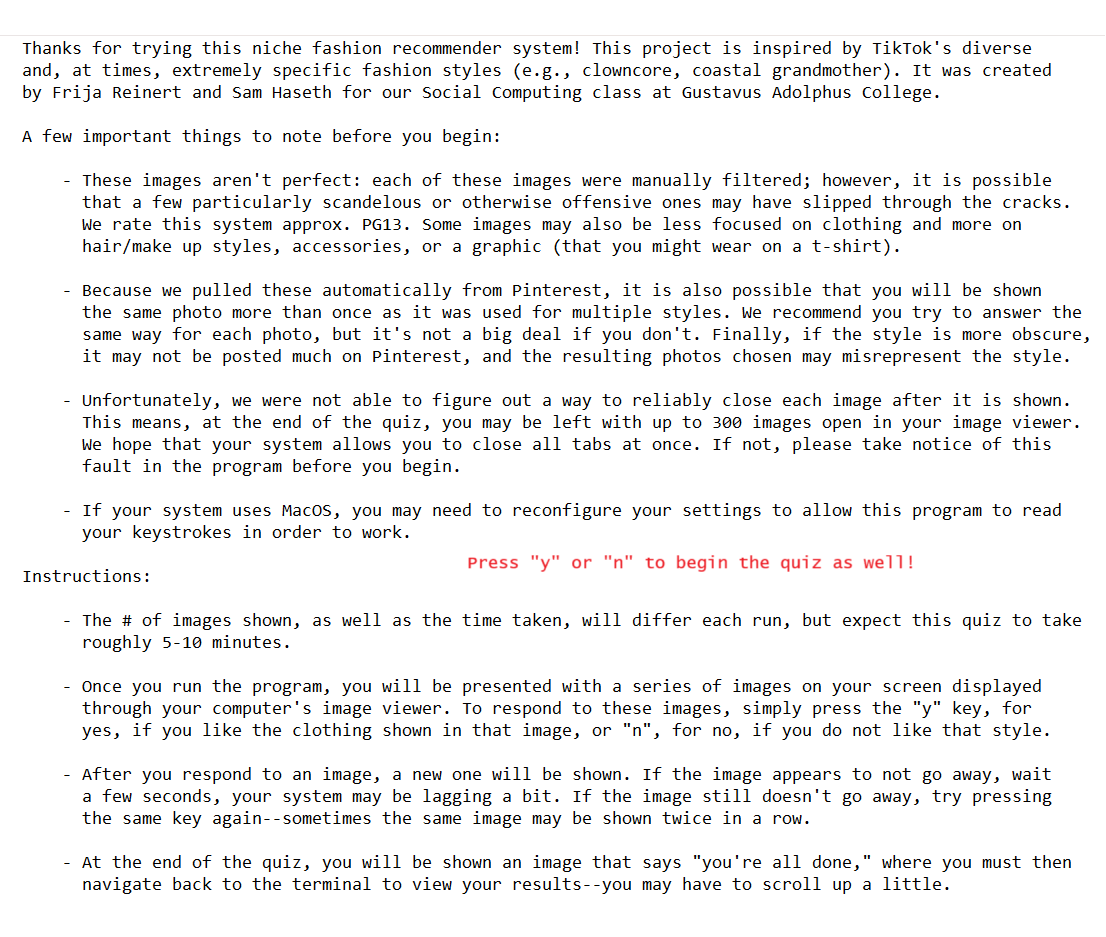 Thanks for trying this niche fashion recommender system! This project is inspired by TikTok's diverse
and, at times, extremely specific fashion styles (e.g., clowncore, coastal grandmother). It was created
by Frija Reinert and Sam Haseth for our Social Computing class at Gustavus Adolphus College.
A few important things to note before you begin:
- These images aren't perfect: each of these images were manually filtered; however, it is possible
that a few particularly scandelous or otherwise offensive ones may have slipped through the cracks.
We rate this system approx. PG13. Some images may also be less focused on clothing and more on
hair/make up styles, accessories, or a graphic (that you might wear on a t-shirt).
- Because we pulled these automatically from Pinterest, it is also possible that you will be shown
the same photo more than once as it was used for multiple styles. We recommend you try to answer the
same way for each photo, but it's not a big deal if you don't. Finally, if the style is more obscure,
it may not be posted much on Pinterest, and the resulting photos chosen may misrepresent the style.
- Unfortunately, we were not able to figure out a way to reliably close each image after it is shown.
This means, at the end of the quiz, you may be left with up to 300 images open in your image viewer.
We hope that your system allows you to close all tabs at once. If not, please take notice of this
fault in the program before you begin.
- If your system uses MacOS, you may need to reconfigure your settings to allow this program to read
your keystrokes in order to work.
Press "y" or "n" to begin the quiz as well!
Instructions:
- The # of images shown, as well as the time taken, will differ each run, but expect this quiz to take
roughly 5-10 minutes.
- Once you run the program, you will be presented with a series of images on your screen displayed
through your computer's image viewer. To respond to these images, simply press the "y" key, for
yes, if you like the clothing shown in that image, or "n", for no, if you do not like that style.
- After you respond to an image, a new one will be shown. If the image appears to not go away, wait
a few seconds, your system may be lagging a bit. If the image still doesn't go away, try pressing
the same key again--sometimes the same image may be shown twice in a row.
- At the end of the quiz, you will be shown an image that says "you're all done," where you must then
navigate back to the terminal to view your results--you may have to scroll up a little.